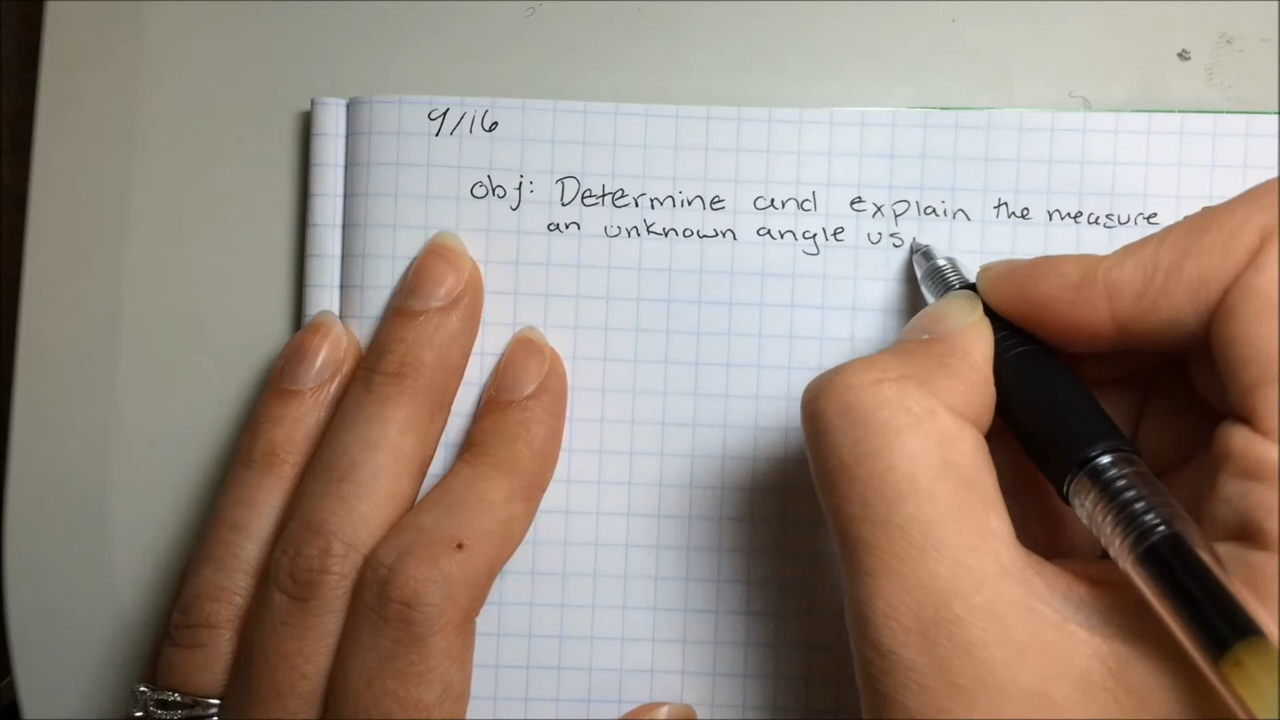 9/16
obj: Determine and explain the measure
an unknown angle us